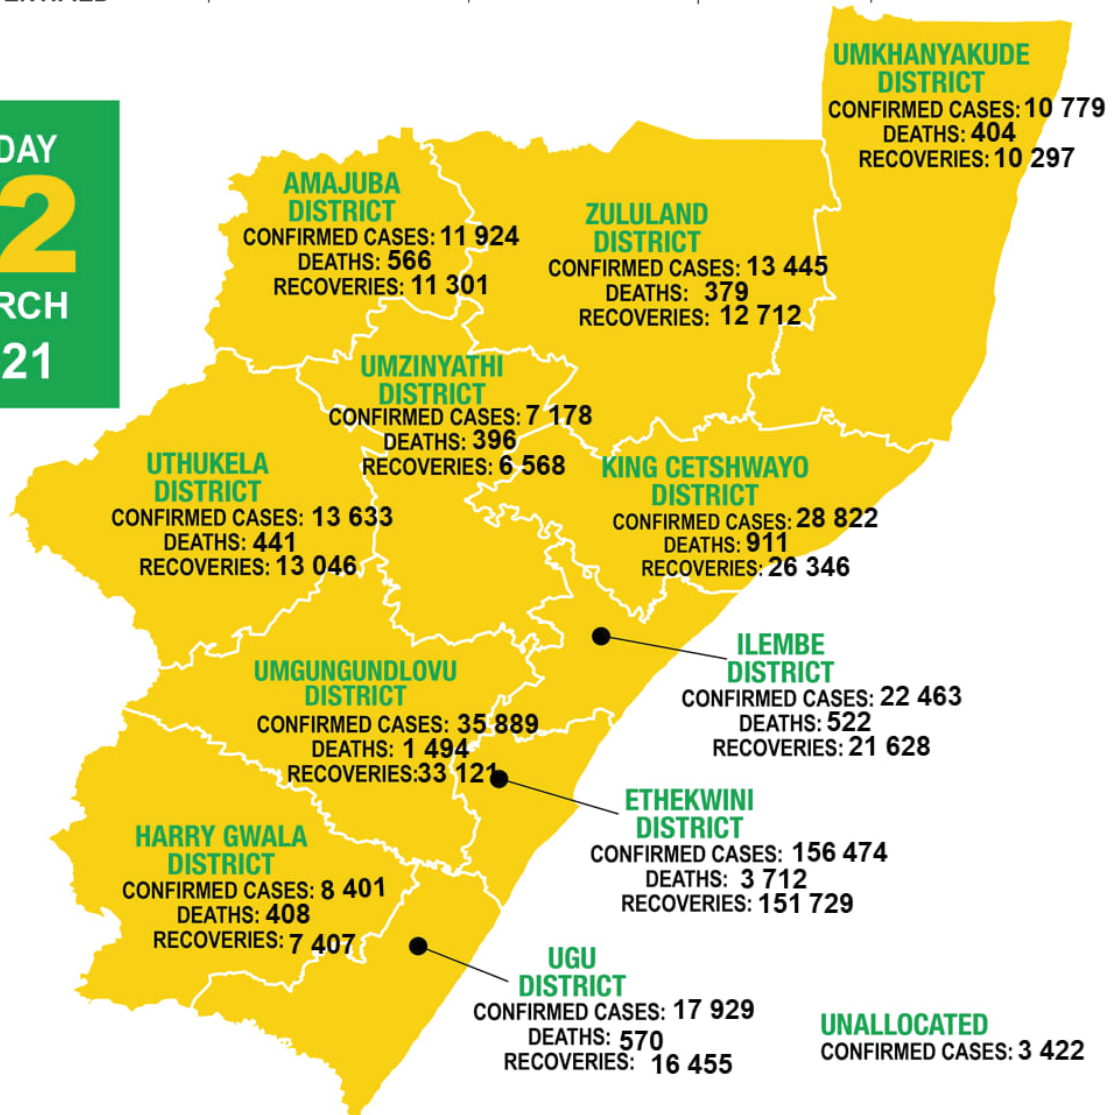 UMKHANYAKUDE
DISTRICT
CONFIRMED CASES: 10 779
DEATHS: 404
RECOVERIES: 10 297
DAY
2
RCH
21
AMAJUBA
DISTRICT
CONFIRMED CASES: 11 924
DEATHS: 566
RECOVERIES: 11 301
ZULULAND
DISTRICT
CONFIRMED CASES: 13 445
DEATHS: 379
RECOVERIES: 12 712
UMZINYATHI
DISTRICT
CONFIRMED CASES: 7 178
DEATHS: 396
RECOVERIES: 6 568
UTHUKELA
DISTRICT
CONFIRMED CASES: 13 633
DEATHS: 441
RECOVERIES: 13 046
KING CETSHWAYO
DISTRICT
CONFIRMED CASES: 28 822
DEATHS: 911
RECOVERIES: 26 346
ILEMBE
DISTRICT
CONFIRMED CASES: 22 463
DEATHS: 522
RECOVERIES: 21 628
UMGUNGUNDLOVU
DISTRICT
CONFIRMED CASES: 35 889
DEATHS: 1 494
RECOVERIES:33 121
ETHEKWINI
DISTRICT
CONFIRMED CASES: 156 474
DEATHS: 3 712
RECOVERIES: 151 729
HARRY GWALA
DISTRICT
CONFIRMED CASES: 8 401
DEATHS: 408
RECOVERIES: 7 407
UGU
DISTRICT
CONFIRMED CASES: 17 929
DEATHS: 570
RECOVERIES: 16 455
UNALLOCATED
CONFIRMED CASES: 3 422